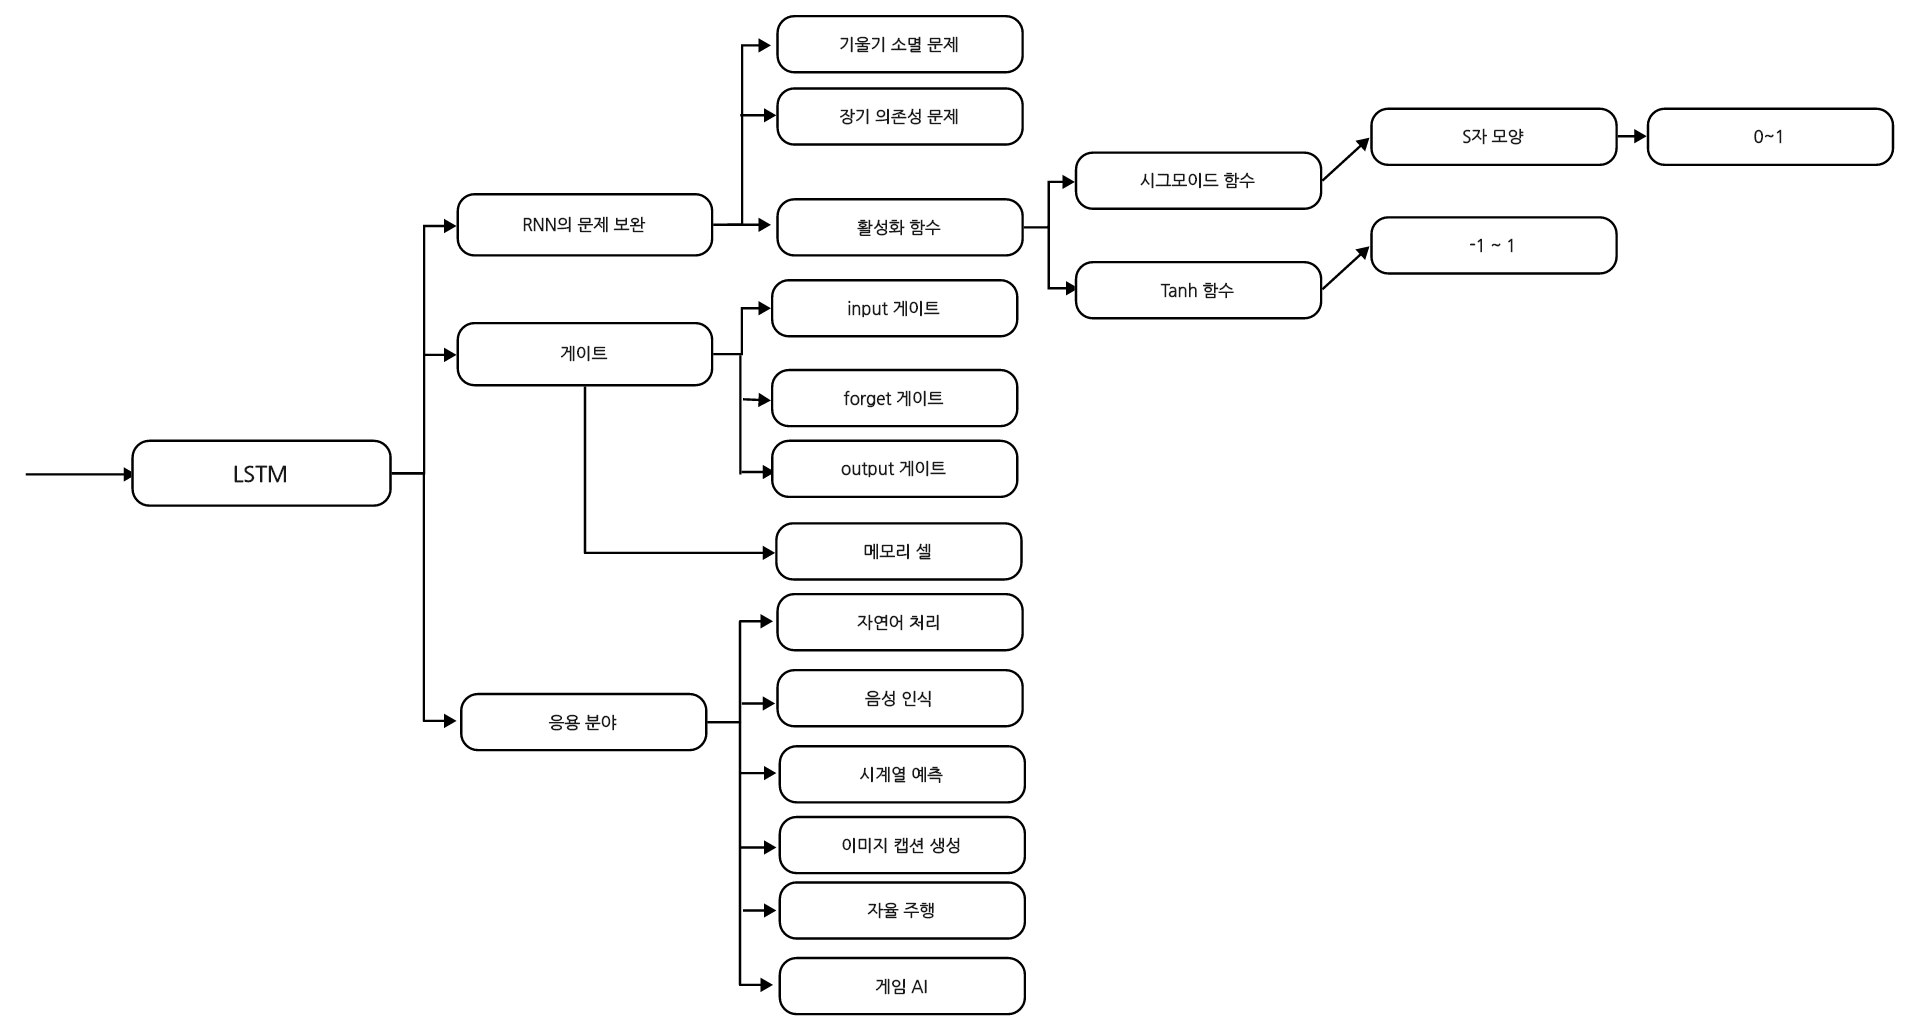 기울기 소멸 문제
장기 의존성 문제
S자 모양
0~1
시그모이드 함수
RNN의 문제 보완
활성화 함수
-1 ~ 1
Tanh 함수
input 게이트
게이트
forget 게이트
LSTM
output 게이트
메모리 셀
자연어 처리
음성 인식
응용 분야
시계열 예측
이미지 캡션 생성
자율 주행
게임 AI